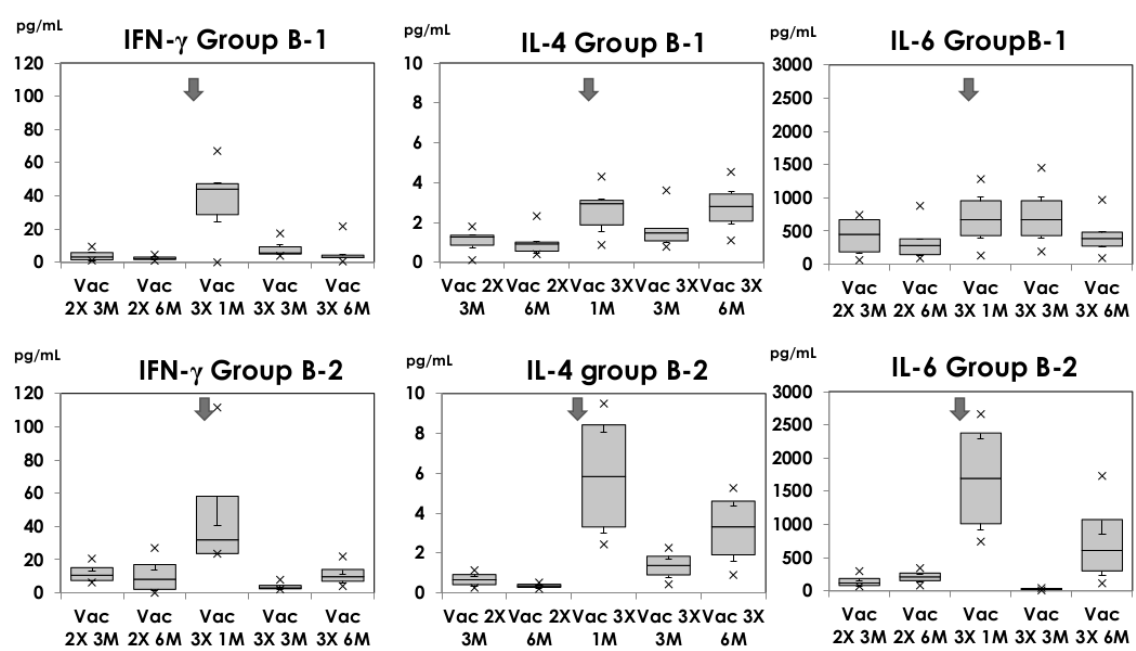 pg/mL
IFN-γ Group B-1
120
100
80
60
40
20
0
Vac 2X 3M
Vac 2X 6M
Vac 3X 1M
Vac 3X 3M
Vac 3X 6M
pg/mL
IL-4 Group B-1
10
8
6
4
2
0
Vac 2X 3M
Vac 2X 6M
Vac 3X 1M
Vac 3X 3M
Vac 3X 6M
pg/mL
IL-6 GroupB-1
3000
2500
2000
1500
1000
500
0
Vac 2X 3M
Vac 2X 6M
Vac 3X 1M
Vac 3X 3M
Vac 3X 6M
pg/mL
IFN-γ Group B-2
120
100
80
60
40
20
0
Vac 2X 3M
Vac 2X 6M
Vac 3X 1M
Vac 3X 3M
Vac 3X 6M
pg/mL
IL-4 group B-2
10
8
6
4
2
0
Vac 2X 3M
Vac 2X 6M
Vac 3X 1M
Vac 3X 3M
Vac 3X 6M
pg/mL
IL-6 Group B-2
3000
2500
2000
1500
1000
500
0
Vac 2X 3M
Vac 2X 6M
Vac 3X 1M
Vac 3X 3M
Vac 3X 6M